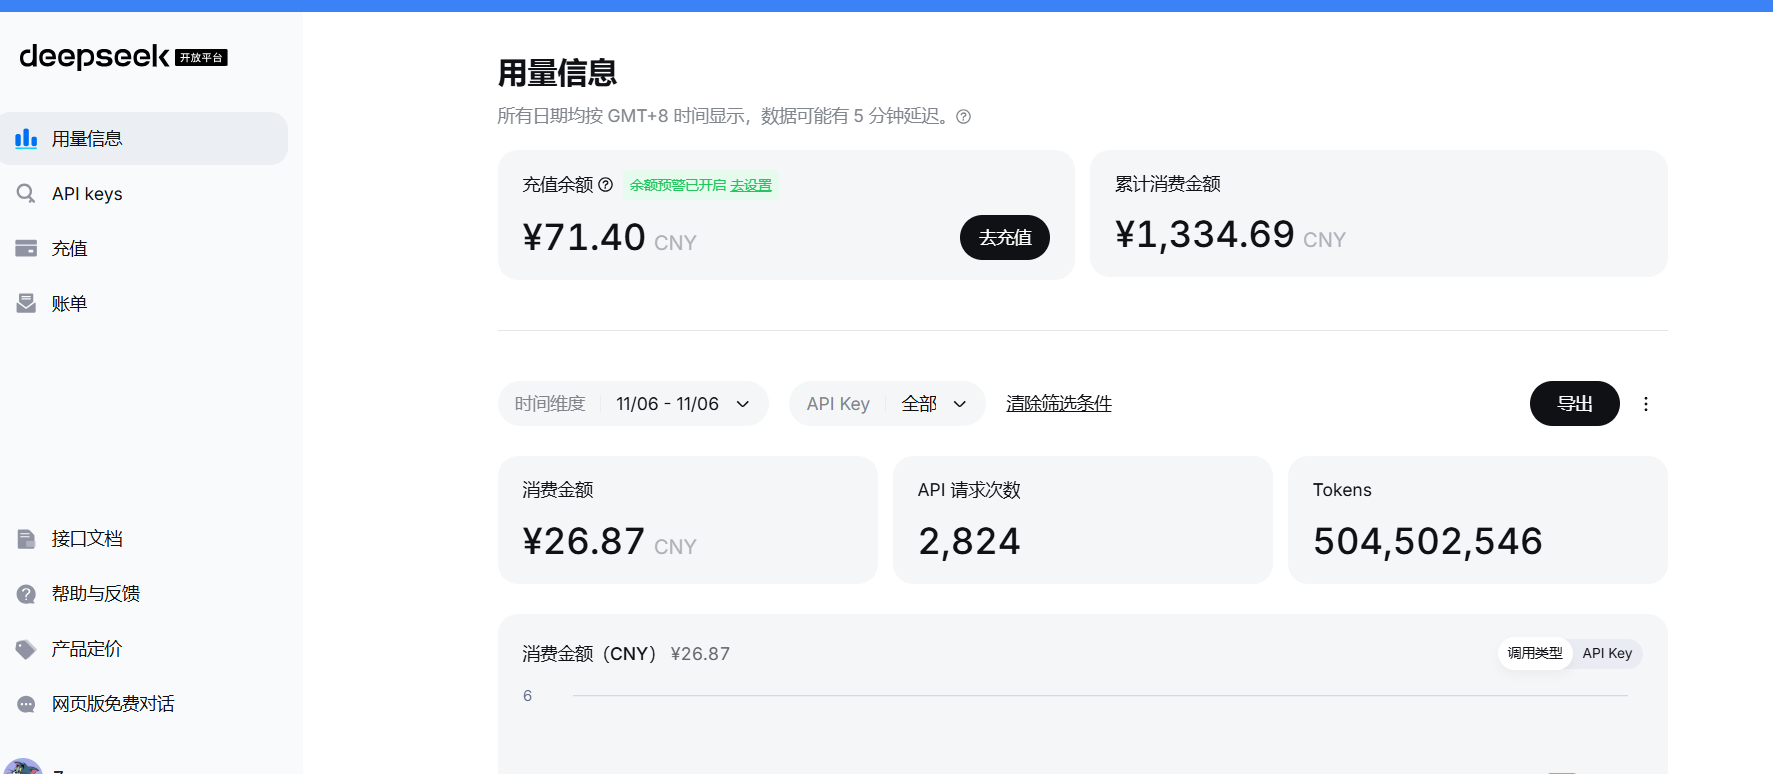 deepseek 开放平台
用量信息
API keys
充值
账单
接口文档
帮助与反馈
产品定价
网页版免费对话
用量信息
所有日期均按 GMT+8 时间显示，数据可能有 5 分钟延迟。
充值余额 余额预警已开启 去设置
¥71.40 CNY
去充值
累计消费金额
¥1,334.69 CNY
时间维度 11/06 - 11/06
API Key 全部
清除筛选条件
导出
消费金额
¥26.87 CNY
API 请求次数
2,824
Tokens
504,502,546
消费金额（CNY） ¥26.87
调用类型 API Key
6